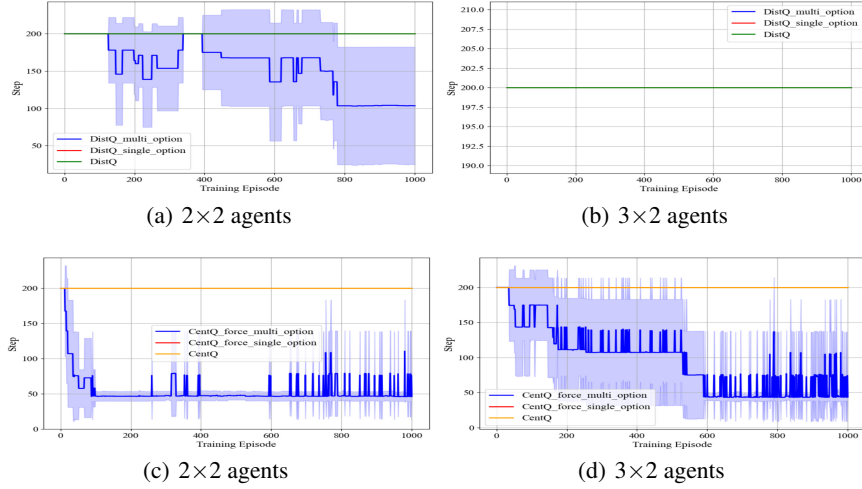 200
150
100
50
Step
DistQ_multi_option
DistQ_single_option
DistQ
0 200 400 600 800 1000
Training Episode
(a) 2×2 agents
210.0
207.5
205.0
202.5
200.0
197.5
195.0
192.5
190.0
Step
DistQ_multi_option
DistQ_single_option
DistQ
0 200 400 600 800 1000
Training Episode
(b) 3×2 agents
200
150
100
50
0
Step
CentQ_force_multi_option
CentQ_force_single_option
CentQ
0 200 400 600 800 1000
Training Episode
(c) 2×2 agents
200
150
100
50
0
Step
CentQ_force_multi_option
CentQ_force_single_option
CentQ
0 200 400 600 800 1000
Training Episode
(d) 3×2 agents